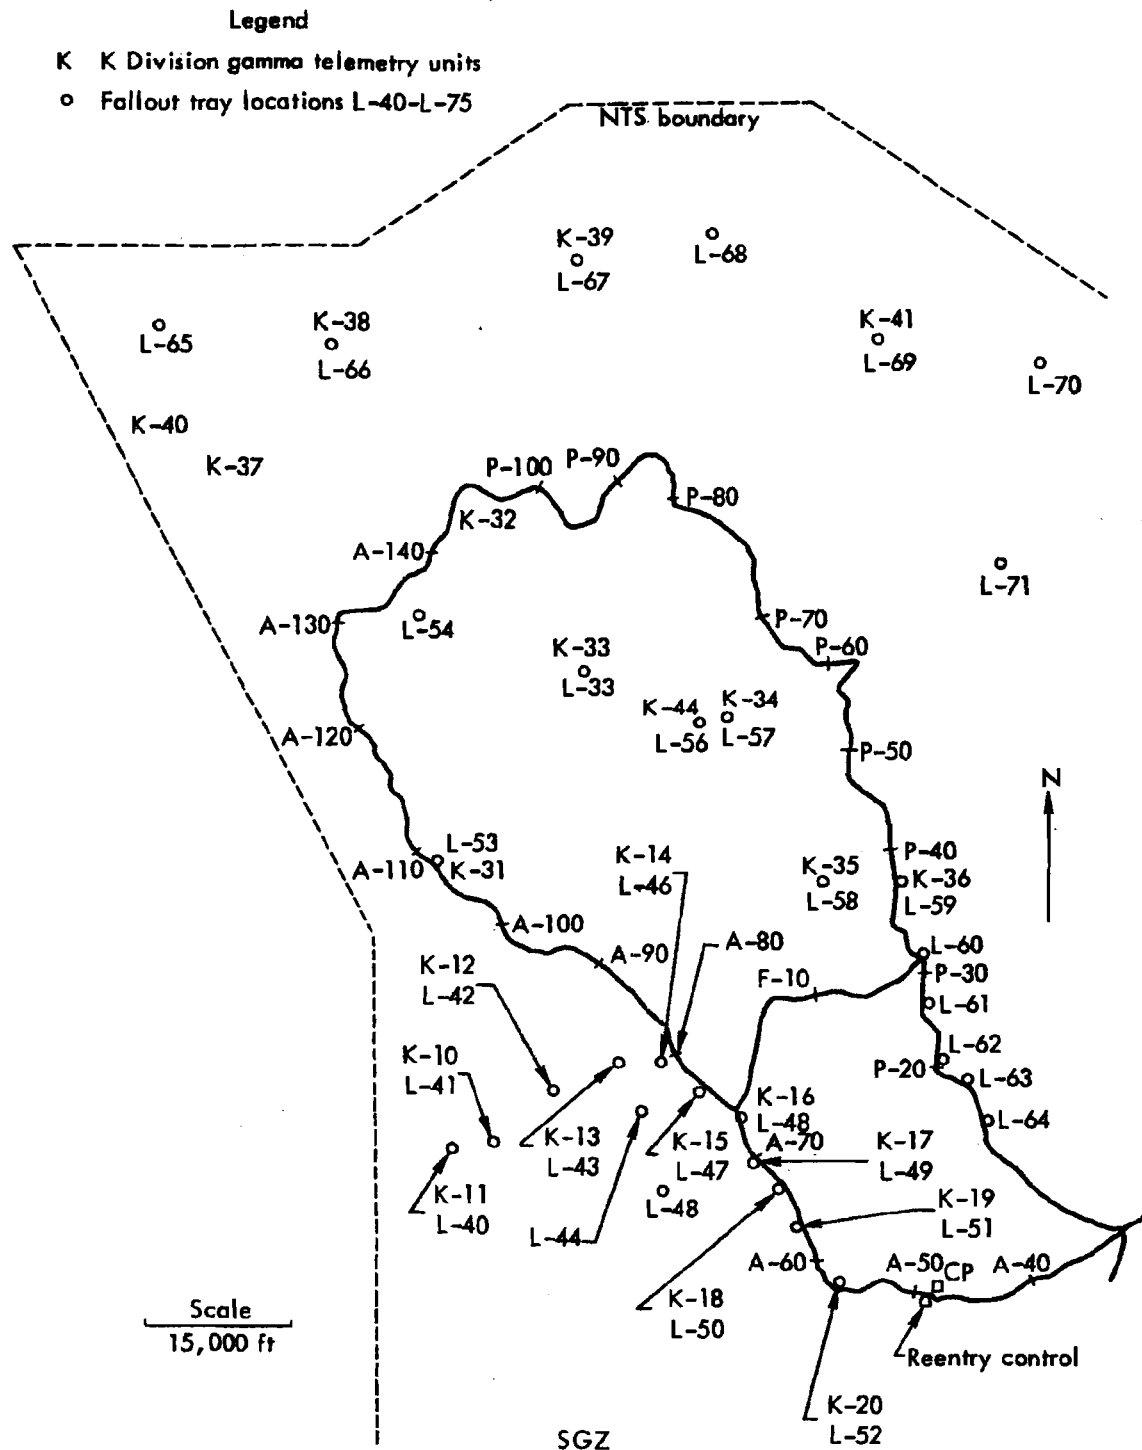 Legend
K K Division gamma telemetry units
o Fallout tray locations L-40-L-75
NTS boundary
K-39
L-67
L-68
K-38
L-66
L-65
K-41
L-69
L-70
K-40
K-37
P-100
P-90
P-80
K-32
A-140
A-130
L-54
L-71
P-70
P-60
K-33
L-33
K-44
L-56
K-34
L-57
A-120
P-50
N
L-53
A-110
K-31
K-14
L-46
K-35
L-58
P-40
K-36
L-59
A-100
A-90
A-80
L-60
K-12
L-42
F-10
P-30
L-61
K-10
L-41
L-62
P-20
L-63
K-16
L-48
L-64
K-13
L-43
K-15
L-47
A-70
K-17
L-49
K-11
L-40
L-48
K-19
L-51
L-44
A-60
A-50
CP
A-40
K-18
L-50
Scale
15,000 ft
Reentry control
K-20
L-52
SGZ